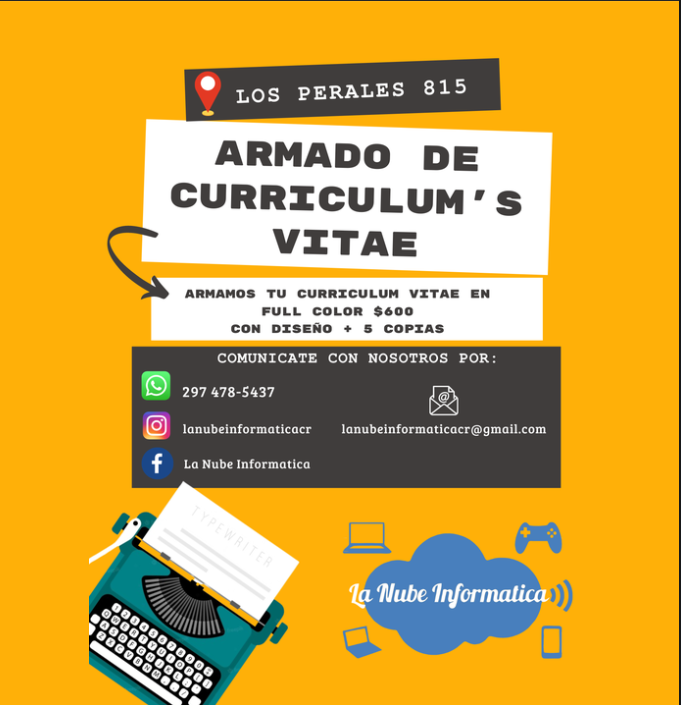 LOS PERALES 815
ARMADO DE
CURRICULUM'S
VITAE
ARMAMOS TU CURRICULUM VITAE EN
FULL COLOR $600
CON DISEÑO + 5 COPIAS
COMUNICATE CON NOSOTROS POR:
297 478-5437
lanubeinformaticacr
lanubeinformaticacr@gmail.com
La Nube Informatica
TYPEWRITER
La Nube Informatica